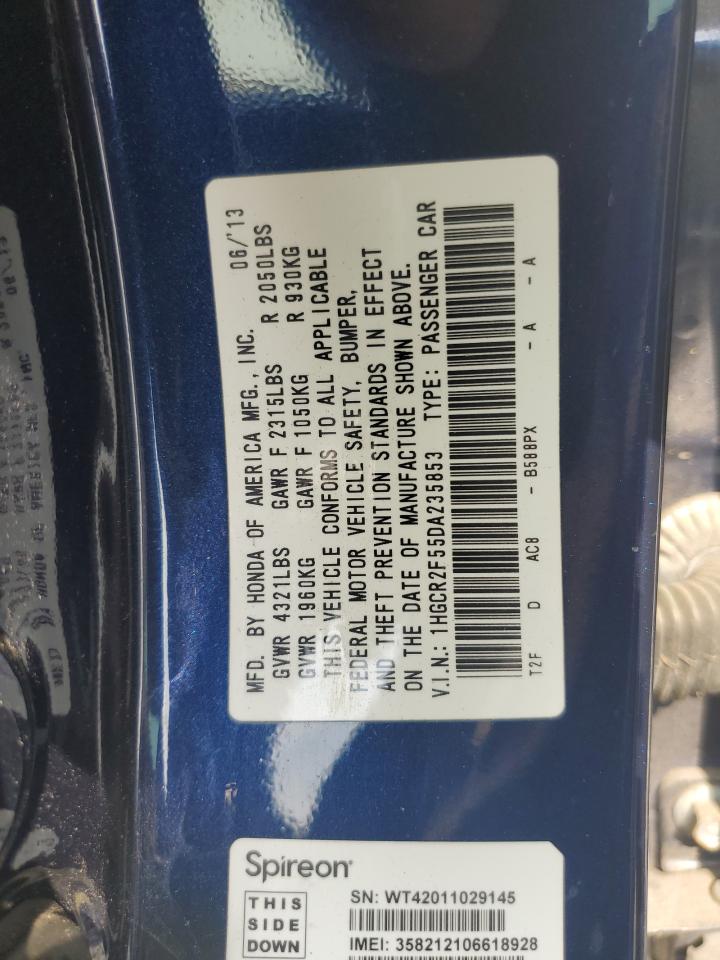 MFD. BY HONDA OF AMERICA MFG., INC. 06/'13
GVWR 4321LBS GAWR F 2315LBS R 2050LBS
GVWR 1960KG GAWR F 1050KG R 930KG
THIS VEHICLE CONFORMS TO ALL APPLICABLE
FEDERAL MOTOR VEHICLE SAFETY, BUMPER,
AND THEFT PREVENTION STANDARDS IN EFFECT
ON THE DATE OF MANUFACTURE SHOWN ABOVE.
V.I.N.: 1HGCR2F55DA235853 TYPE: PASSENGER CAR
T2F D AC8 - B588PX - A - A
Spireon
THIS
SIDE
DOWN
SN: WT42011029145
IMEI: 358212106618928